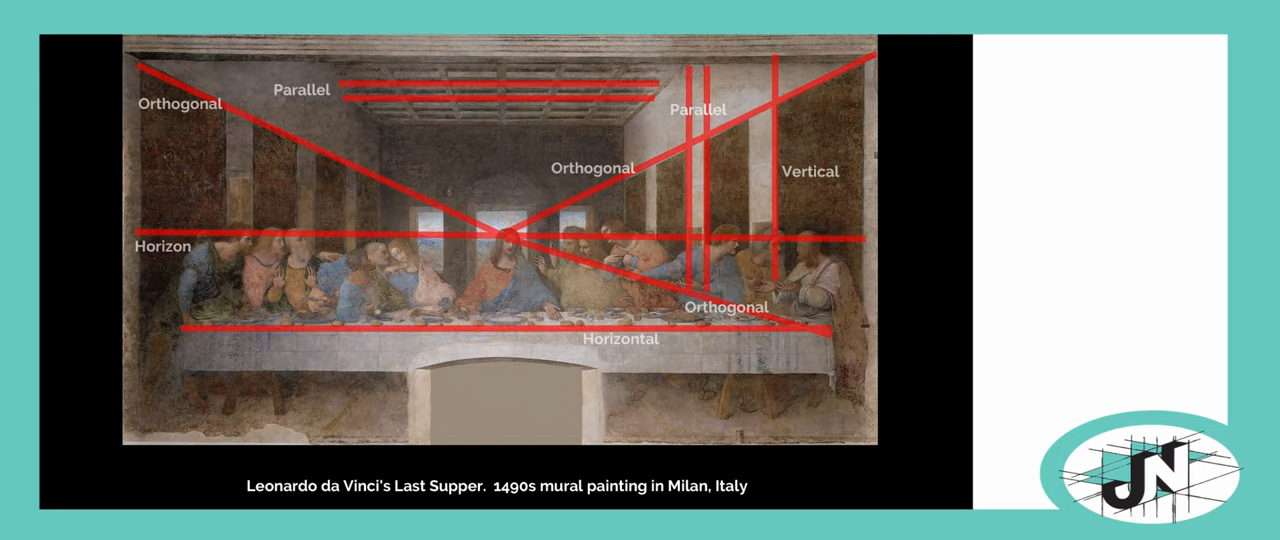 Parallel
Orthogonal
Parallel
Orthogonal
Vertical
Horizon
Orthogonal
Horizontal
Leonardo da Vinci's Last Supper. 1490s mural painting in Milan, Italy
JN